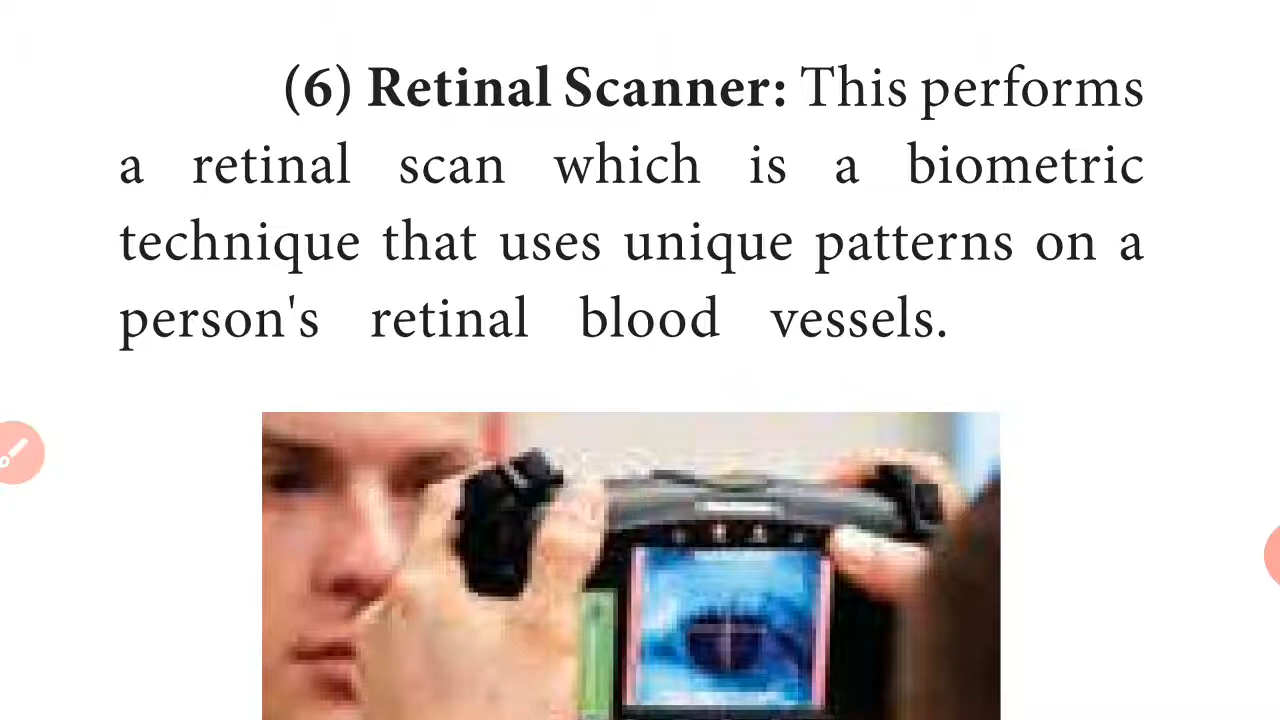 (6) Retinal Scanner: This performs
a retinal scan which is a biometric
technique that uses unique patterns on a
person's retinal blood vessels.